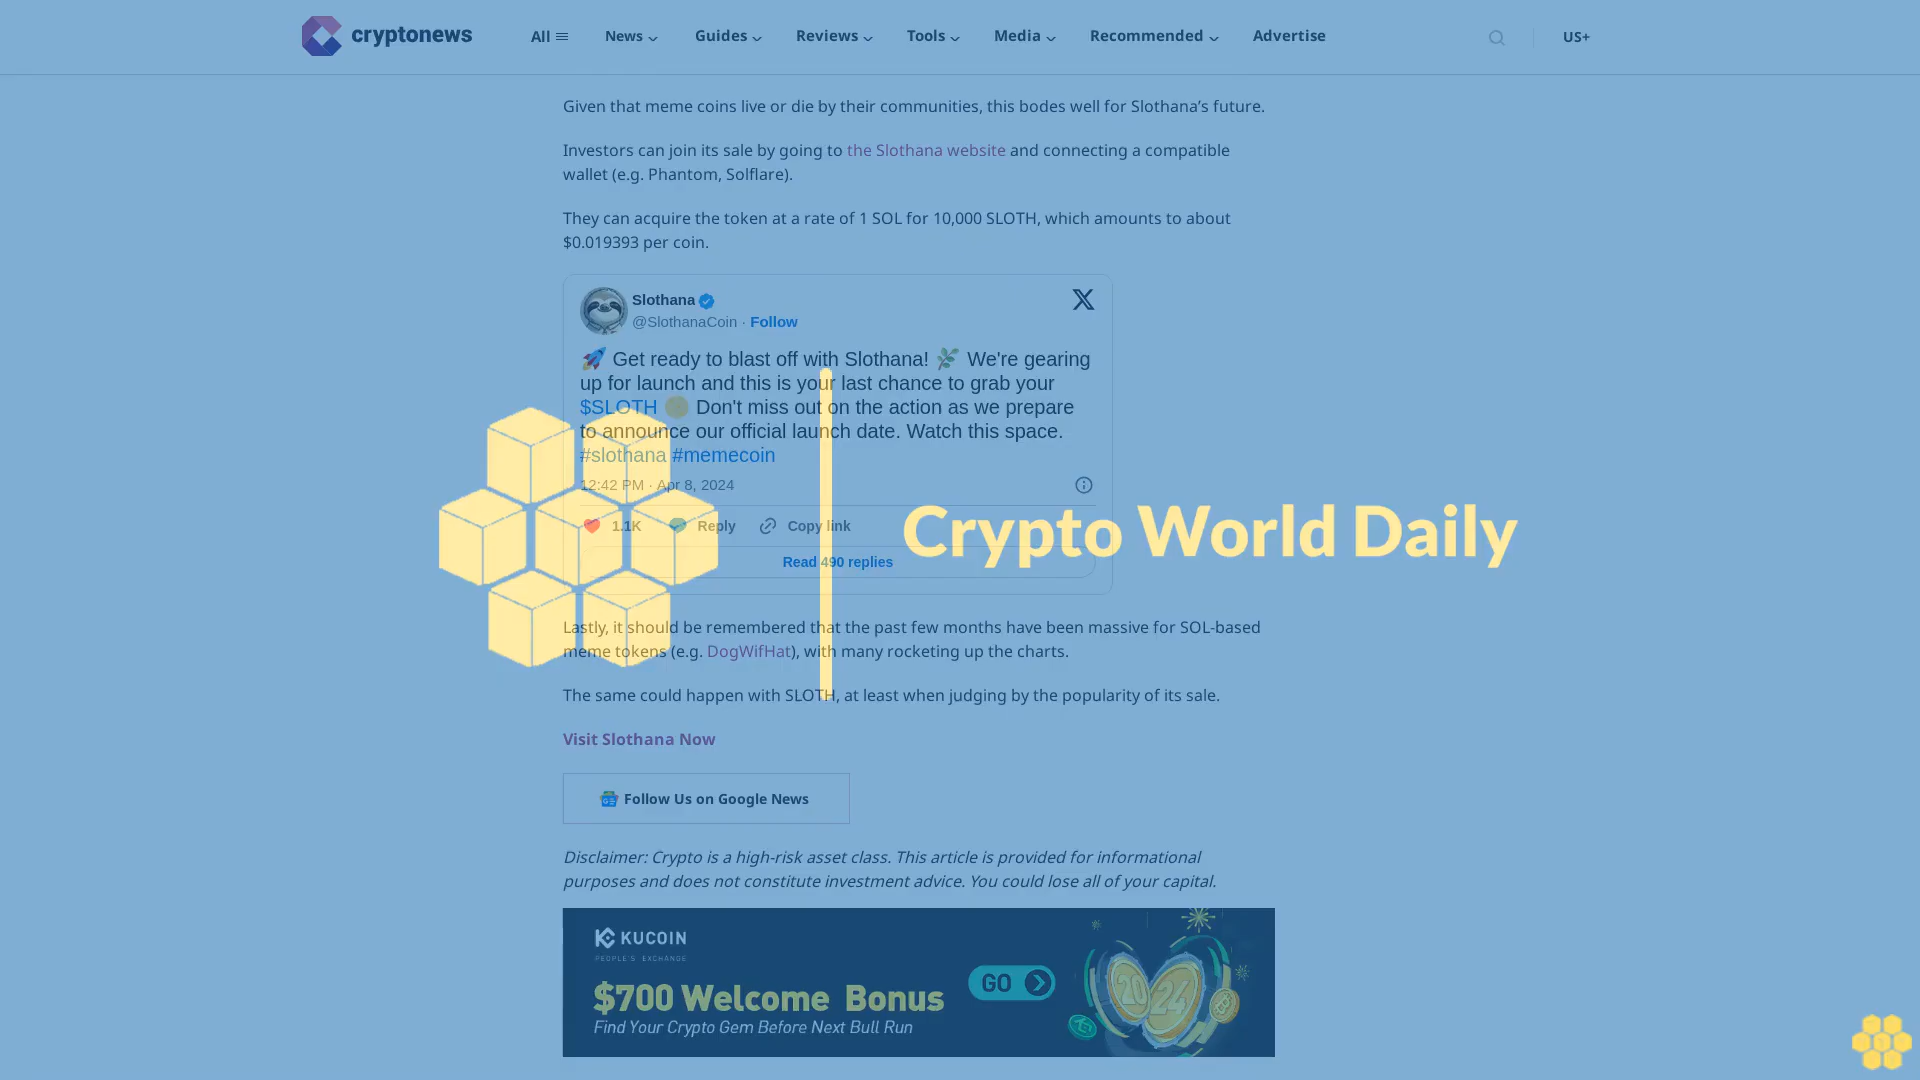 cryptonews
All News Guides Reviews Tools Media Recommended Advertise US+
Given that meme coins live or die by their communities, this bodes well for Slothana’s future.
Investors can join its sale by going to the Slothana website and connecting a compatible
wallet (e.g. Phantom, Solflare).
They can acquire the token at a rate of 1 SOL for 10,000 SLOTH, which amounts to about
$0.019393 per coin.
Slothana
@SlothanaCoin · Follow
🚀 Get ready to blast off with Slothana! 🌿 We're gearing
up for launch and this is your last chance to grab your
$SLOTH 🪙 Don't miss out on the action as we prepare
to announce our official launch date. Watch this space.
#slothana #memecoin
12:42 PM · Apr 8, 2024
1.1K Reply Copy link
Read 490 replies
Crypto World Daily
Lastly, it should be remembered that the past few months have been massive for SOL-based
meme tokens (e.g. DogWifHat), with many rocketing up the charts.
The same could happen with SLOTH, at least when judging by the popularity of its sale.
Visit Slothana Now
Follow Us on Google News
Disclaimer: Crypto is a high-risk asset class. This article is provided for informational
purposes and does not constitute investment advice. You could lose all of your capital.
KUCOIN
PEOPLE'S EXCHANGE
$700 Welcome Bonus
Find Your Crypto Gem Before Next Bull Run
GO
20
24